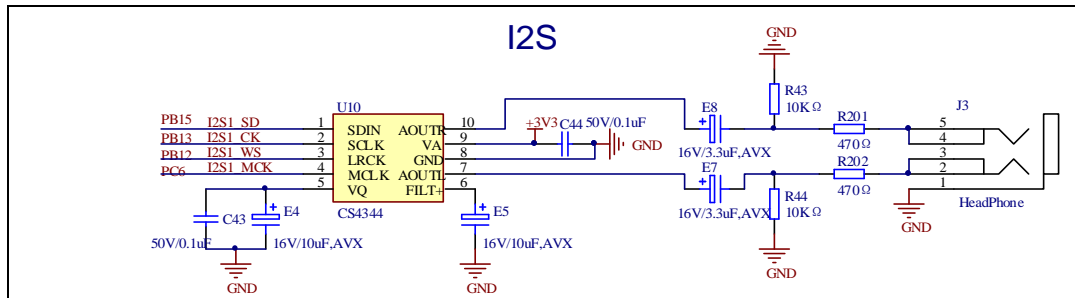 I2S
GND
U10
PB15 I2S1_SD 1 SDIN AOUTR 10
PB13 I2S1_CK 2 SCLK VA 9
PB12 I2S1_WS 3 LRCK GND 8
PC6 I2S1_MCK 4 MCLK AOUTL 7
5 VQ FILT+ 6
CS4344
+3V3
C44 50V/0.1uF
GND
E8
16V/3.3uF,AVX
E7
16V/3.3uF,AVX
R43
10KΩ
R201
470Ω
R202
470Ω
R44
10KΩ
J3
5
4
3
2
1
HeadPhone
GND
C43
50V/0.1uF
E4
16V/10uF,AVX
E5
16V/10uF,AVX
GND
GND
GND